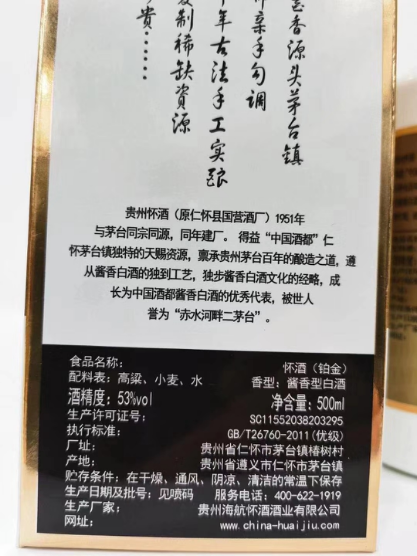 酱香源头茅台镇
亲手勾调
年古法手工实酿
复制稀缺資源
贵······
贵州怀酒（原仁怀县国营酒厂）1951年
与茅台同宗同源，同年建厂。得益“中国酒都”仁
怀茅台镇独特的天赐资源，禀承贵州茅台百年的酿造之道，遵
从酱香白酒的独到工艺，独步酱香白酒文化的经略，成
长为中国酒都酱香白酒的优秀代表，被世人
誉为“赤水河畔二茅台”。
食品名称： 怀酒（铂金）
配料表：高粱、小麦、水 香型：酱香型白酒
酒精度：53%vol 净含量：500ml
生产许可证号： SC11552038203295
执行标准： GB/T26760-2011(优级)
厂址： 贵州省仁怀市茅台镇椿树村
产地： 贵州省遵义市仁怀市茅台镇
贮存条件：在干燥、通风、阴凉、清洁的常温下保存
生产日期及批号：见喷码 服务电话：400-622-1919
生产厂家： 贵州海航怀酒酒业有限公司
网址： www.china-huaijiu.com